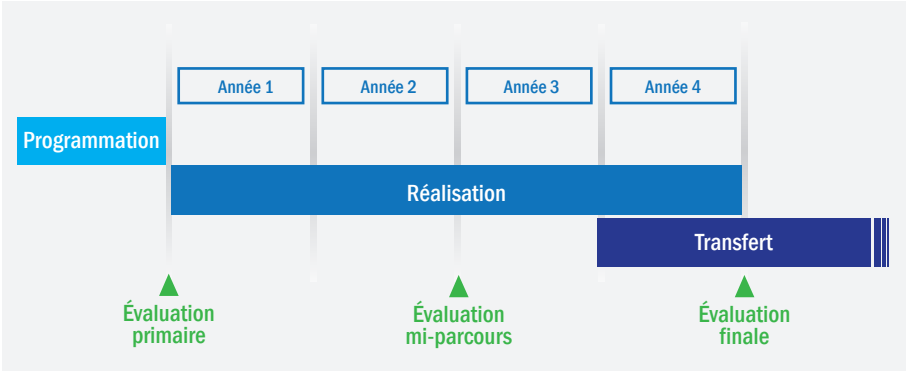 Année 1
Année 2
Année 3
Année 4
Programmation
Réalisation
Transfert
Évaluation
primaire
Évaluation
mi-parcours
Évaluation
finale